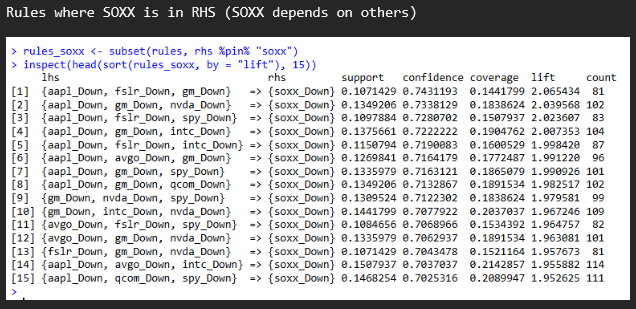 Rules where SOXX is in RHS (SOXX depends on others)
> rules_soxx <- subset(rules, rhs %pin% "soxx")
> inspect(head(sort(rules_soxx, by = "lift"), 15))
lhs rhs support confidence coverage lift count
[1] {aapl_Down, fslr_Down, gm_Down} => {soxx_Down} 0.1071429 0.7431193 0.1441799 2.065434 81
[2] {aapl_Down, gm_Down, nvda_Down} => {soxx_Down} 0.1349206 0.7338129 0.1838624 2.039568 102
[3] {aapl_Down, fslr_Down, spy_Down} => {soxx_Down} 0.1097884 0.7280702 0.1507937 2.023607 83
[4] {aapl_Down, gm_Down, intc_Down} => {soxx_Down} 0.1375661 0.7222222 0.1904762 2.007353 104
[5] {aapl_Down, fslr_Down, intc_Down} => {soxx_Down} 0.1150794 0.7190083 0.1600529 1.998420 87
[6] {aapl_Down, avgo_Down, gm_Down} => {soxx_Down} 0.1269841 0.7164179 0.1772487 1.991220 96
[7] {aapl_Down, gm_Down, spy_Down} => {soxx_Down} 0.1335979 0.7163121 0.1865079 1.990926 101
[8] {aapl_Down, gm_Down, qcom_Down} => {soxx_Down} 0.1349206 0.7132867 0.1891534 1.982517 102
[9] {gm_Down, nvda_Down, spy_Down} => {soxx_Down} 0.1309524 0.7122302 0.1838624 1.979581 99
[10] {gm_Down, intc_Down, nvda_Down} => {soxx_Down} 0.1441799 0.7077922 0.2037037 1.967246 109
[11] {avgo_Down, fslr_Down, spy_Down} => {soxx_Down} 0.1084656 0.7068966 0.1534392 1.964757 82
[12] {avgo_Down, gm_Down, nvda_Down} => {soxx_Down} 0.1335979 0.7062937 0.1891534 1.963081 101
[13] {fslr_Down, gm_Down, nvda_Down} => {soxx_Down} 0.1071429 0.7043478 0.1521164 1.957673 81
[14] {aapl_Down, avgo_Down, intc_Down} => {soxx_Down} 0.1507937 0.7037037 0.2142857 1.955882 114
[15] {aapl_Down, qcom_Down, spy_Down} => {soxx_Down} 0.1468254 0.7025316 0.2089947 1.952625 111
>